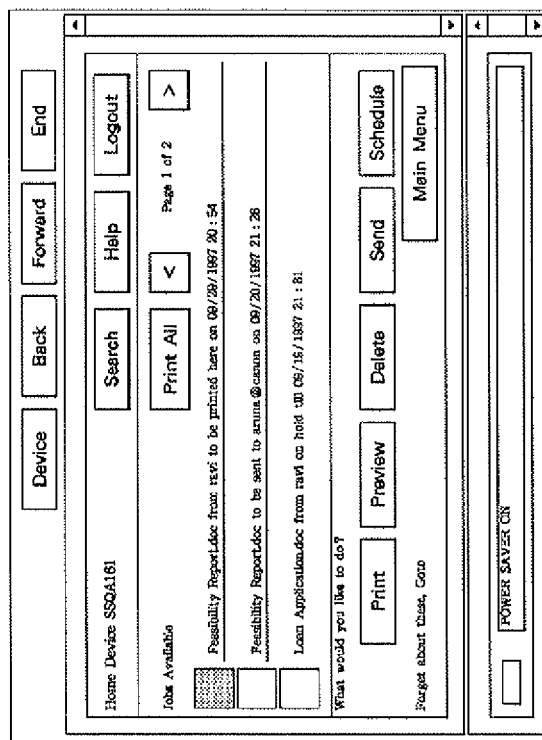 Device Back Forward End
Home Device SSQA161 Search Help Logout
Jobs Available Print All < Page 1 of 2 >
Feasibility Report.doc from ravi to be printed here on 09/29/1997 20:54
Feasibility Report.doc to be sent to aruna@canon on 09/20/1997 21:26
Loan Application.doc from ravi on hold till 09/19/1997 21:81
What would you like to do?
Print Preview Delete Send Schedule
Forget about these, Goto Main Menu
POWER SAVER ON